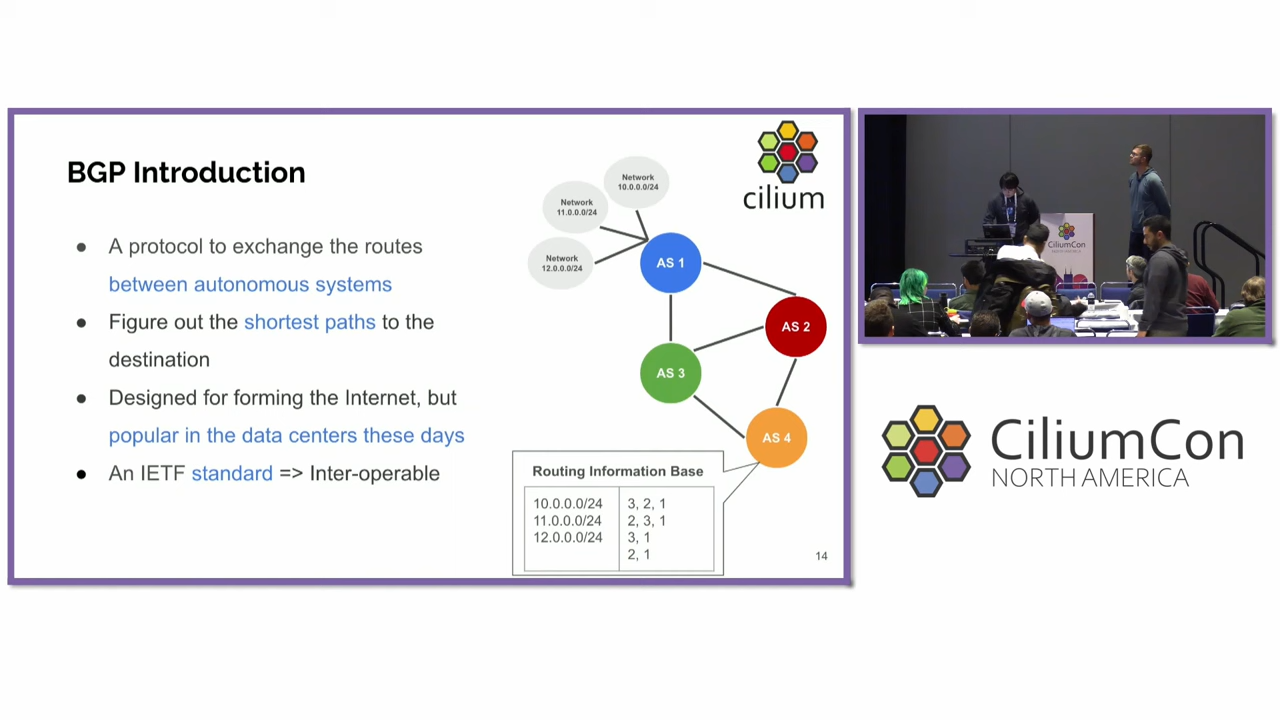 BGP Introduction
● A protocol to exchange the routes
between autonomous systems
● Figure out the shortest paths to the
destination
● Designed for forming the Internet, but
popular in the data centers these days
● An IETF standard => Inter-operable
Network
10.0.0.0/24
Network
11.0.0.0/24
Network
12.0.0.0/24
AS 1
AS 2
AS 3
AS 4
Routing Information Base
10.0.0.0/24 3, 2, 1
11.0.0.0/24 2, 3, 1
12.0.0.0/24 3, 1
2, 1
14
cilium
CiliumCon
CiliumCon
NORTH AMERICA